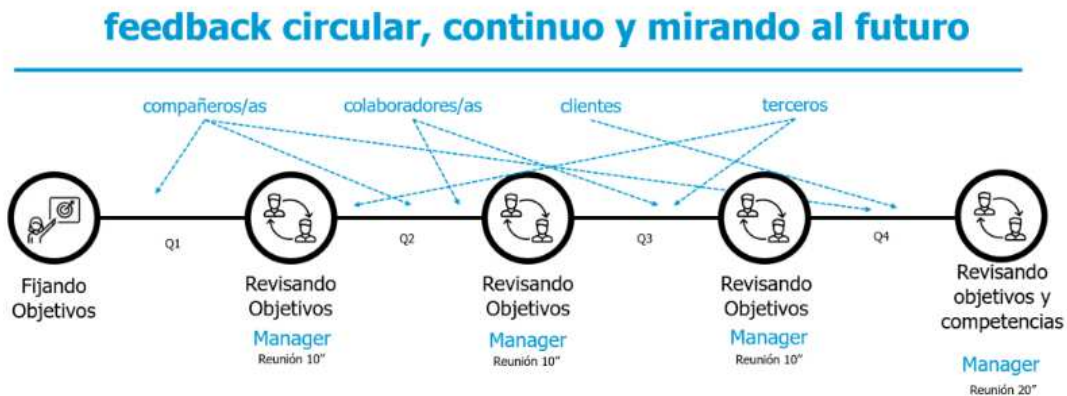 feedback circular, continuo y mirando al futuro
compañeros/as
colaboradores/as
clientes
terceros
Q1
Q2
Q3
Q4
Fijando
Objetivos
Revisando
Objetivos
Manager
Reunión 10”
Revisando
Objetivos
Manager
Reunión 10”
Revisando
Objetivos
Manager
Reunión 10”
Revisando
objetivos y
competencias
Manager
Reunión 20”